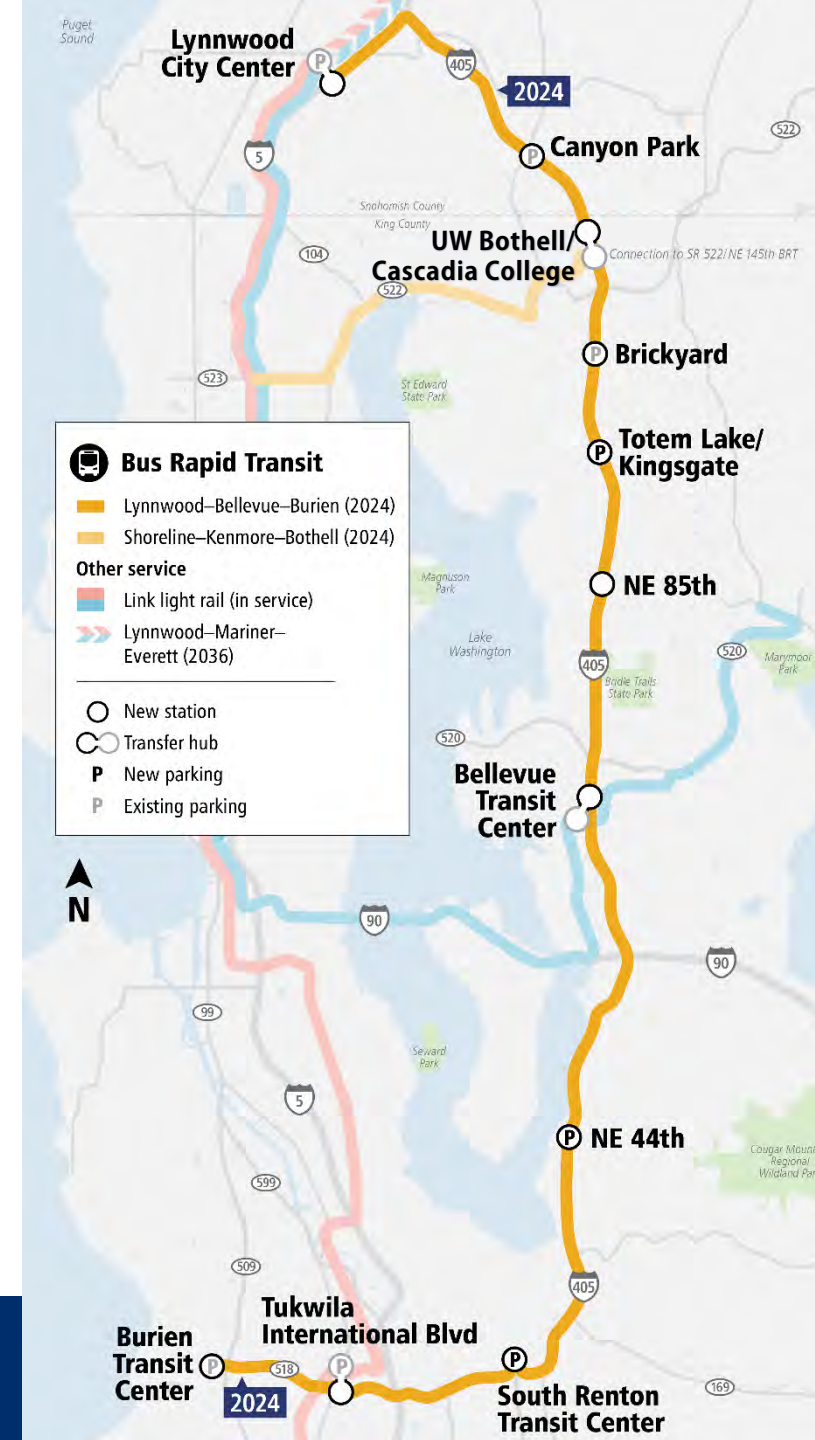 Puget
Sound
Lynnwood
City Center
P
405
2024
522
5
P
Canyon Park
Snohomish County
King County
104
UW Bothell/
Cascadia College
Connection to SR 522/NE 145th BRT
522
P
Brickyard
523
St Edward
State Park
P
Totem Lake/
Kingsgate
Bus Rapid Transit
Lynnwood–Bellevue–Burien (2024)
Shoreline–Kenmore–Bothell (2024)
Other service
Link light rail (in service)
Lynnwood–Mariner–
Everett (2036)
New station
Transfer hub
P New parking
P Existing parking
Magnuson
Park
NE 85th
Lake
Washington
520
Marymoor
Park
405
Bridle Trails
State Park
520
Bellevue
Transit
Center
N
90
90
99
Seward
Park
5
P
NE 44th
Cougar Moun
Regional
Wildland Par
599
509
405
Tukwila
International Blvd
Burien
Transit
Center
P
518
P
2024
P
South Renton
Transit Center
169